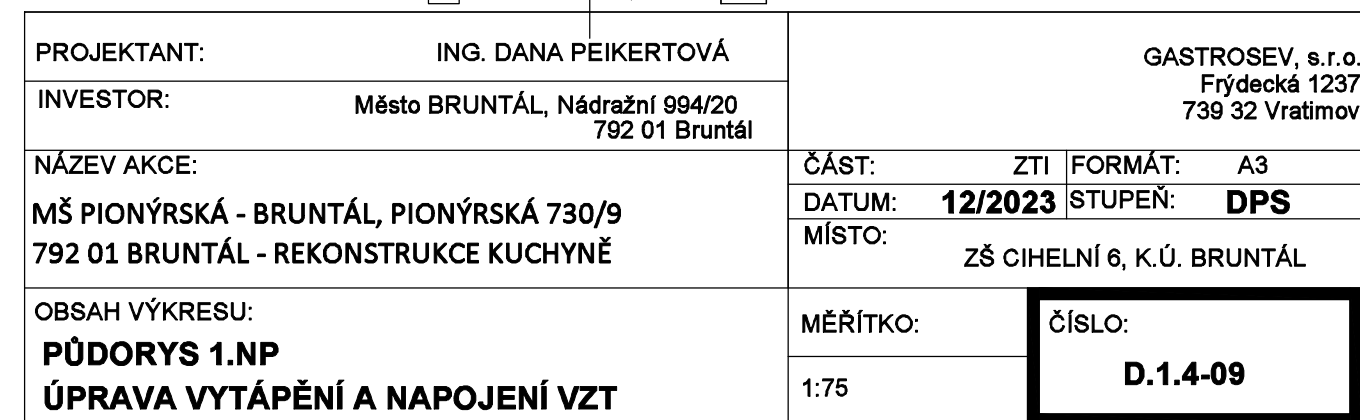 PROJEKTANT: ING. DANA PEIKERTOVÁ
GASTROSEV, s.r.o.
Frýdecká 1237
739 32 Vratimov
INVESTOR: Město BRUNTÁL, Nádražní 994/20
792 01 Bruntál
NÁZEV AKCE:
MŠ PIONÝRSKÁ - BRUNTÁL, PIONÝRSKÁ 730/9
792 01 BRUNTÁL - REKONSTRUKCE KUCHYNĚ
ČÁST: ZTI FORMÁT: A3
DATUM: 12/2023 STUPEŇ: DPS
MÍSTO:
ZŠ CIHELNÍ 6, K.Ú. BRUNTÁL
OBSAH VÝKRESU:
PŮDORYS 1.NP
ÚPRAVA VYTÁPĚNÍ A NAPOJENÍ VZT
MĚŘÍTKO:
1:75
ČÍSLO:
D.1.4-09